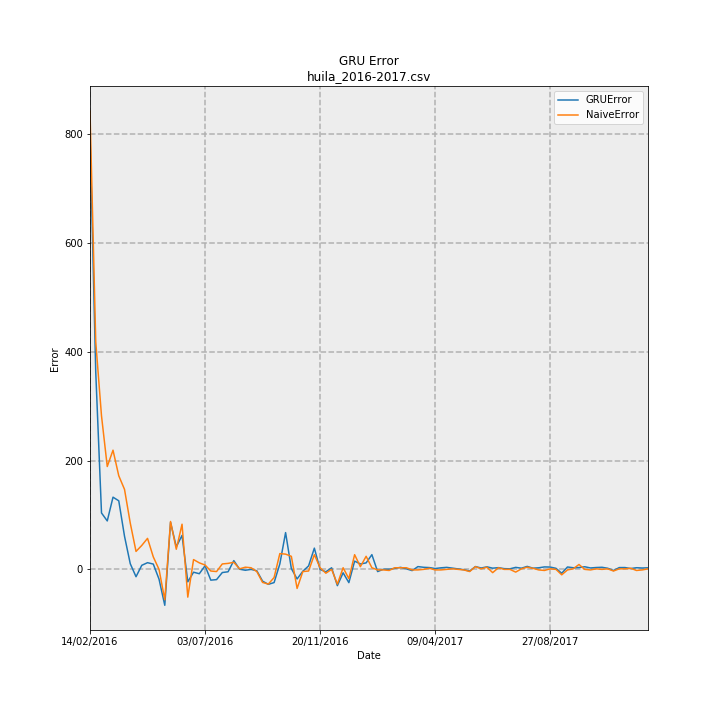 GRU Error
huila_2016-2017.csv
GRUError
NaiveError
800
600
400
200
0
Error
14/02/2016
03/07/2016
20/11/2016
09/04/2017
27/08/2017
Date